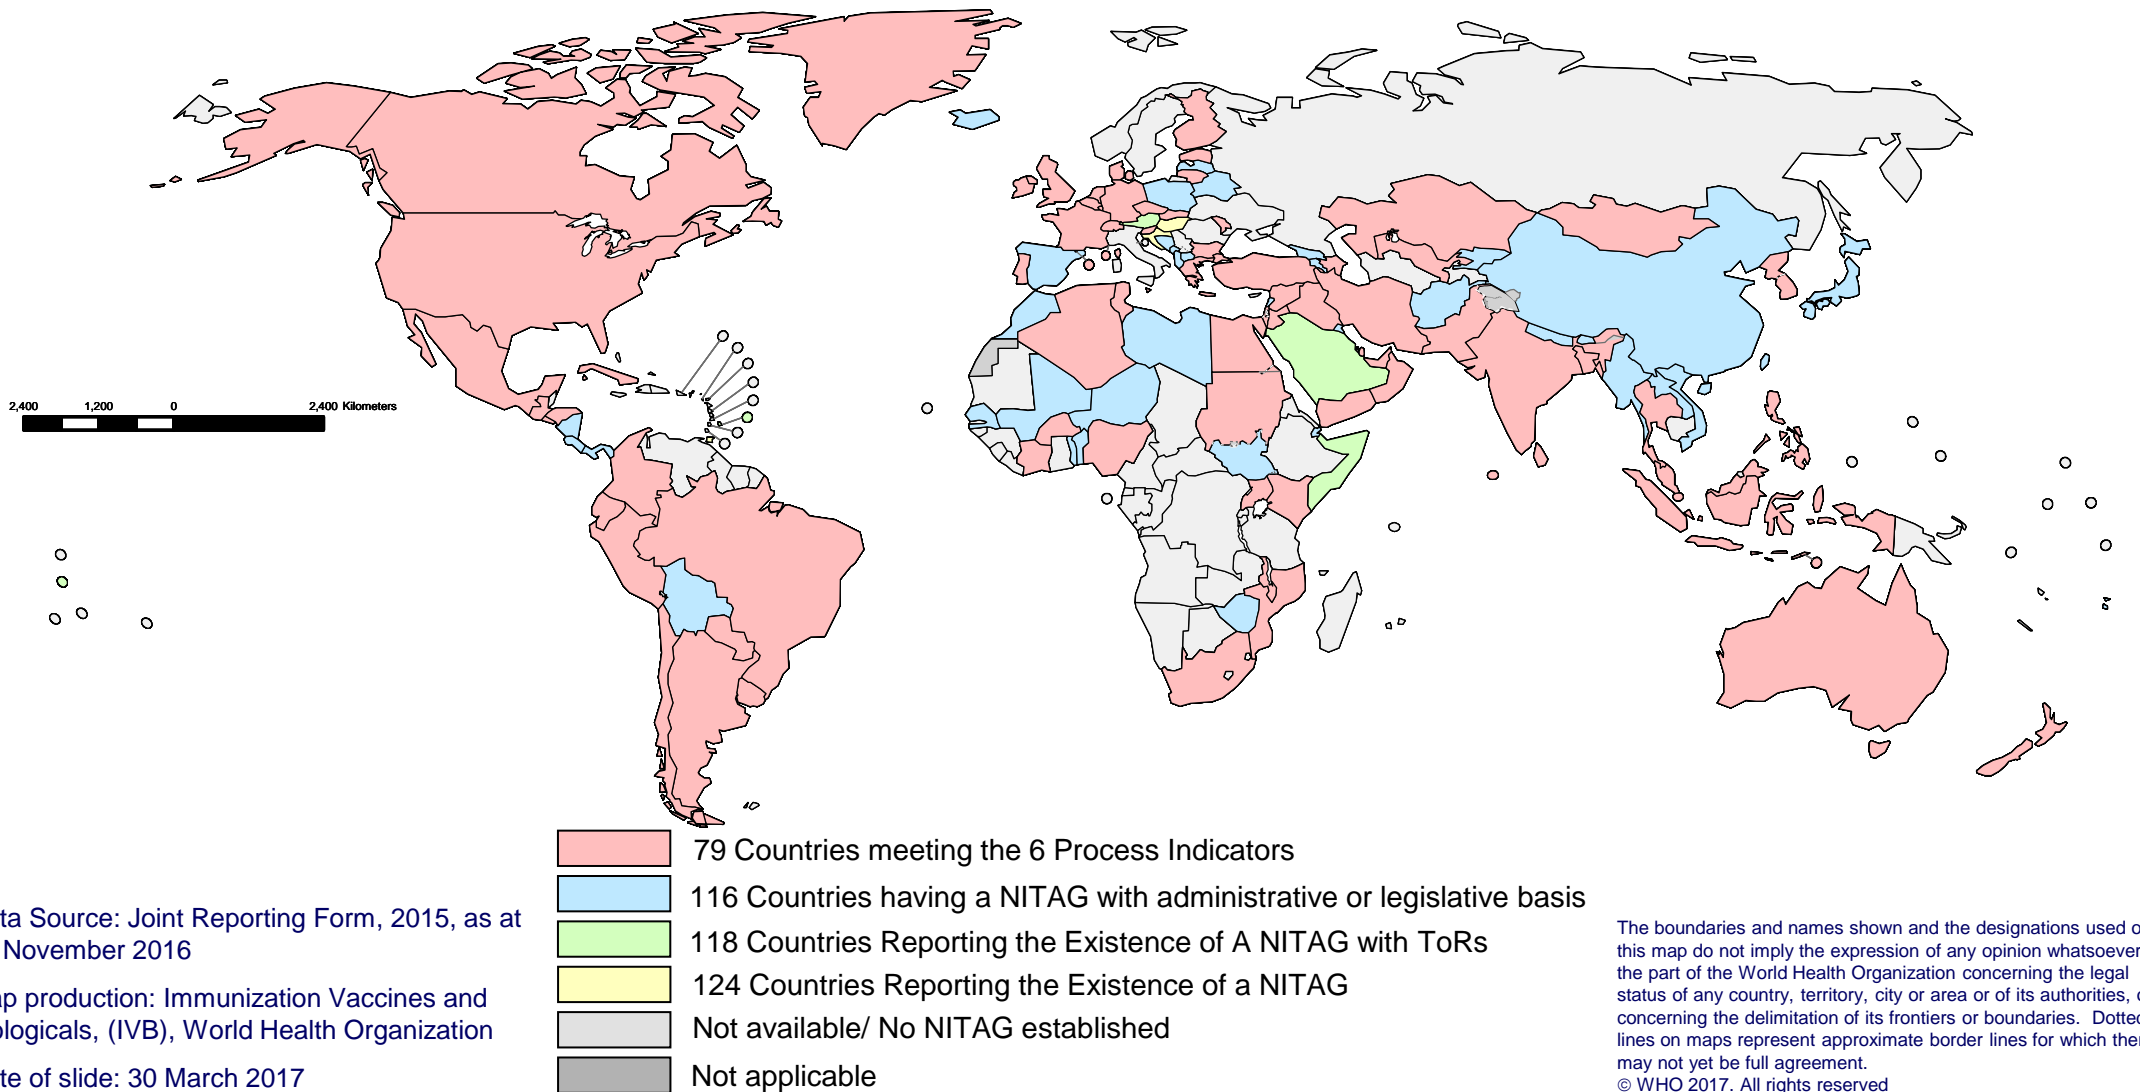 2,400 1,200 0 2,400 Kilometers
79 Countries meeting the 6 Process Indicators
116 Countries having a NITAG with administrative or legislative basis
118 Countries Reporting the Existence of A NITAG with ToRs
124 Countries Reporting the Existence of a NITAG
Not available/ No NITAG established
Not applicable
ta Source: Joint Reporting Form, 2015, as at
November 2016
ap production: Immunization Vaccines and
ologicals, (IVB), World Health Organization
te of slide: 30 March 2017
The boundaries and names shown and the designations used o
this map do not imply the expression of any opinion whatsoever
the part of the World Health Organization concerning the legal
status of any country, territory, city or area or of its authorities, o
concerning the delimitation of its frontiers or boundaries. Dotted
lines on maps represent approximate border lines for which ther
may not yet be full agreement.
© WHO 2017. All rights reserved